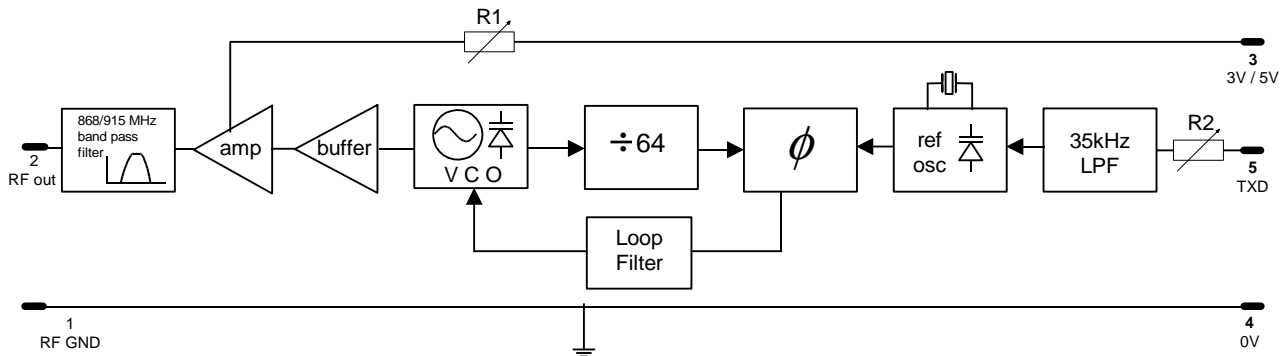 R1
3
3V / 5V
868/915 MHz
band pass
filter
amp
buffer
V C O
÷64
ϕ
ref
osc
35kHz
LPF
R2
2
RF out
5
TXD
Loop
Filter
1
RF GND
4
0V